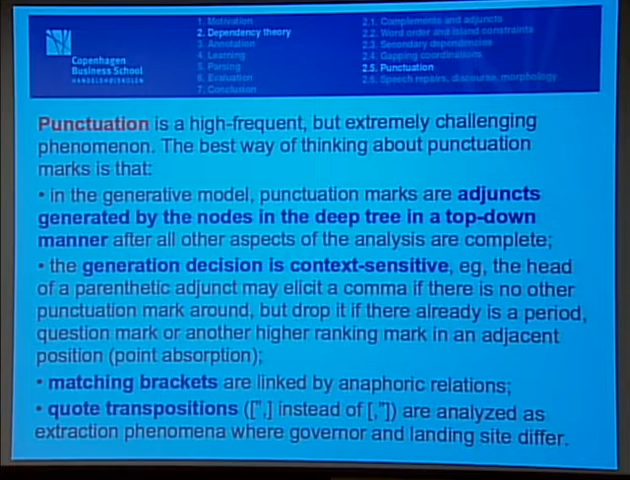 Copenhagen
Business School
HANDELSHØJSKOLEN
1. Motivation
2. Dependency theory
3. Annotation
4. Learning
5. Parsing
6. Evaluation
7. Conclusion
2.1. Complements and adjuncts
2.2. Word order and island constraints
2.3. Secondary dependencies
2.4. Gapping coordinations
2.5. Punctuation
2.6. Speech repairs, discourse, morphology
Punctuation is a high-frequent, but extremely challenging
phenomenon. The best way of thinking about punctuation
marks is that:
• in the generative model, punctuation marks are adjuncts
generated by the nodes in the deep tree in a top-down
manner after all other aspects of the analysis are complete;
• the generation decision is context-sensitive, eg, the head
of a parenthetic adjunct may elicit a comma if there is no other
punctuation mark around, but drop it if there already is a period,
question mark or another higher ranking mark in an adjacent
position (point absorption);
• matching brackets are linked by anaphoric relations;
• quote transpositions ([",] instead of [,"]) are analyzed as
extraction phenomena where governor and landing site differ.